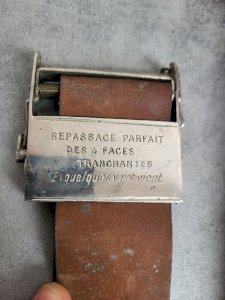 REPASSAGE PARFAIT
DES 4 FACES
TRANCHANTES
En quelques va et vient